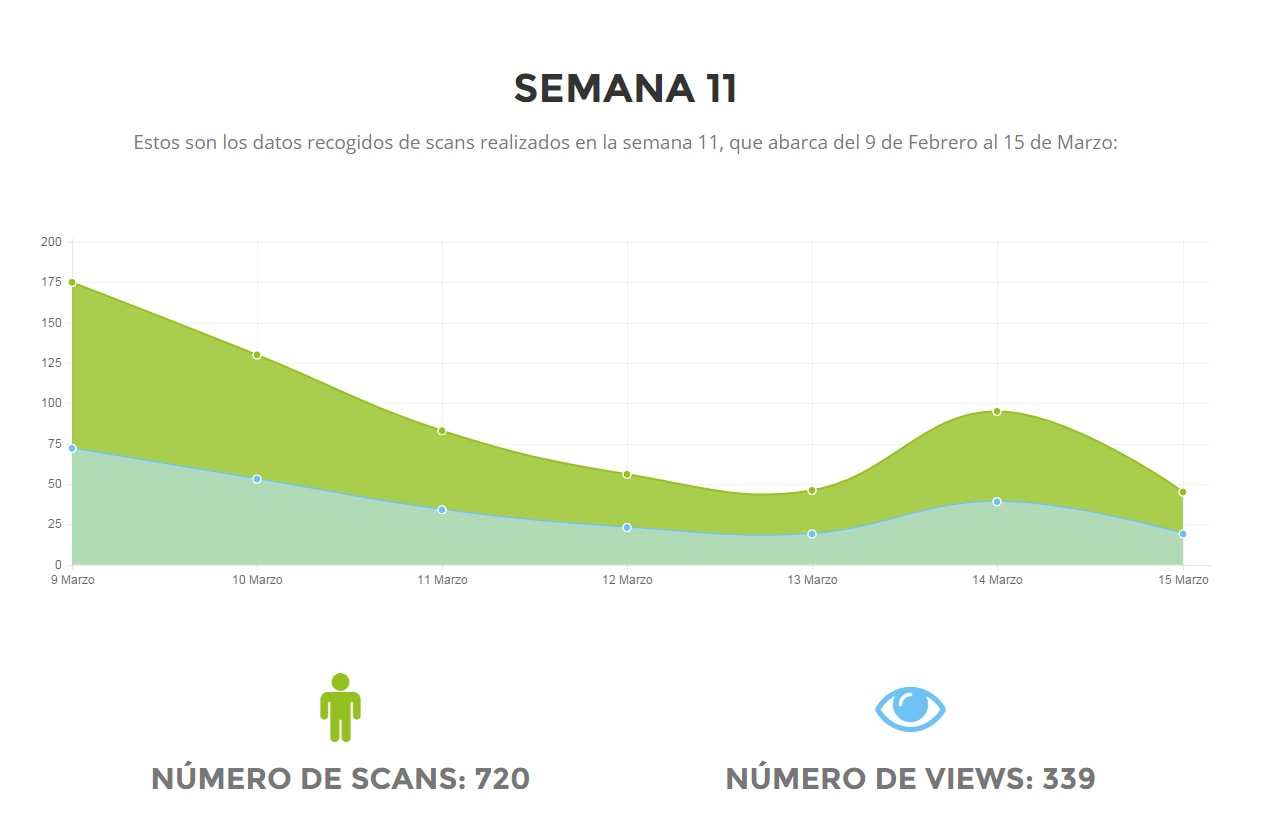 SEMANA 11
Estos son los datos recogidos de scans realizados en la semana 11, que abarca del 9 de Febrero al 15 de Marzo:
200
175
150
125
100
75
50
25
0
9 Marzo 10 Marzo 11 Marzo 12 Marzo 13 Marzo 14 Marzo 15 Marzo
NÚMERO DE SCANS: 720 NÚMERO DE VIEWS: 339